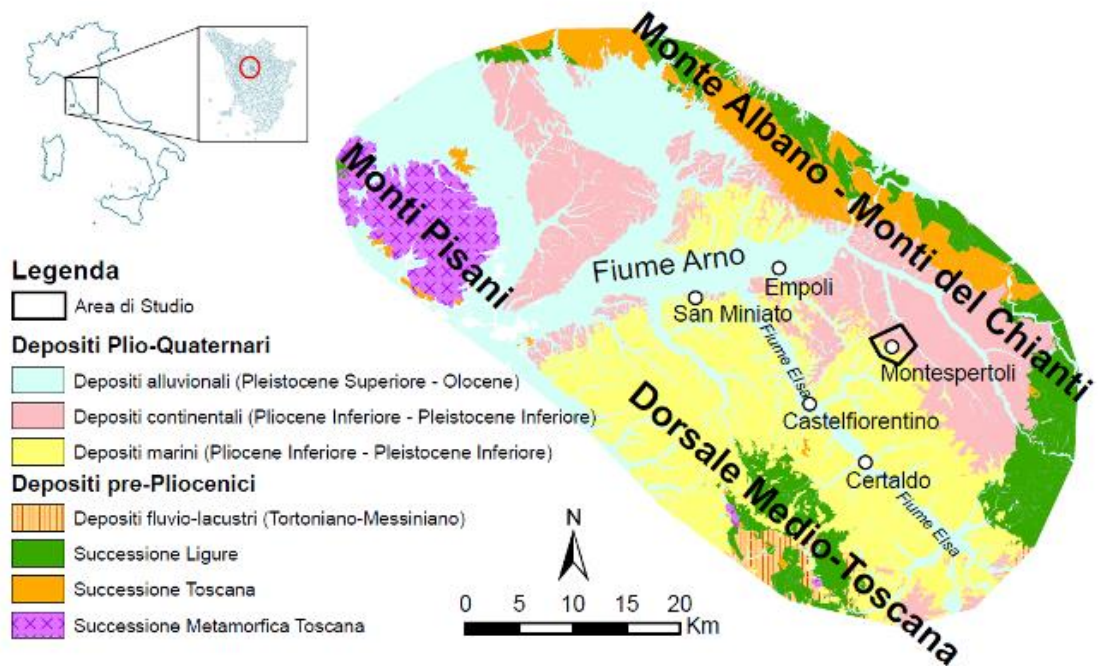 Monte Albano - Monti del Chianti
Monti Pisani
Fiume Arno
Empoli
San Miniato
Fiume Elsa
Montespertoli
Castelfiorentino
Dorsale Medio-Toscana
Certaldo
Fiume Elsa
Legenda
Area di Studio
Depositi Plio-Quaternari
Depositi alluvionali (Pleistocene Superiore - Olocene)
Depositi continentali (Pliocene Inferiore - Pleistocene Inferiore)
Depositi marini (Pliocene Inferiore - Pleistocene Inferiore)
Depositi pre-Pliocenici
Depositi fluvio-lacustri (Tortoniano-Messiniano)
Successione Ligure
Successione Toscana
Successione Metamorfica Toscana
N
0 5 10 15 20
Km